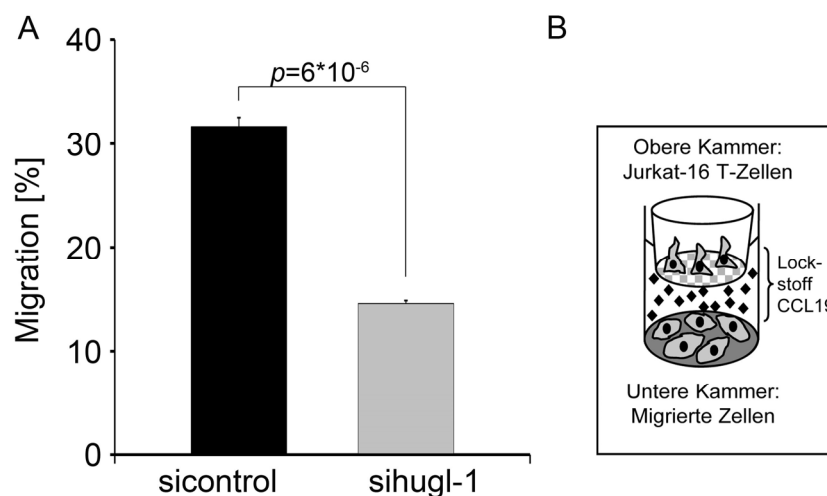 A
B
40
30
20
10
0
Migration [%]
p=6*10⁻⁶
sicontrol
sihugl-1
Obere Kammer:
Jurkat-16 T-Zellen
Lock-
stoff
CCL19
Untere Kammer:
Migrierte Zellen